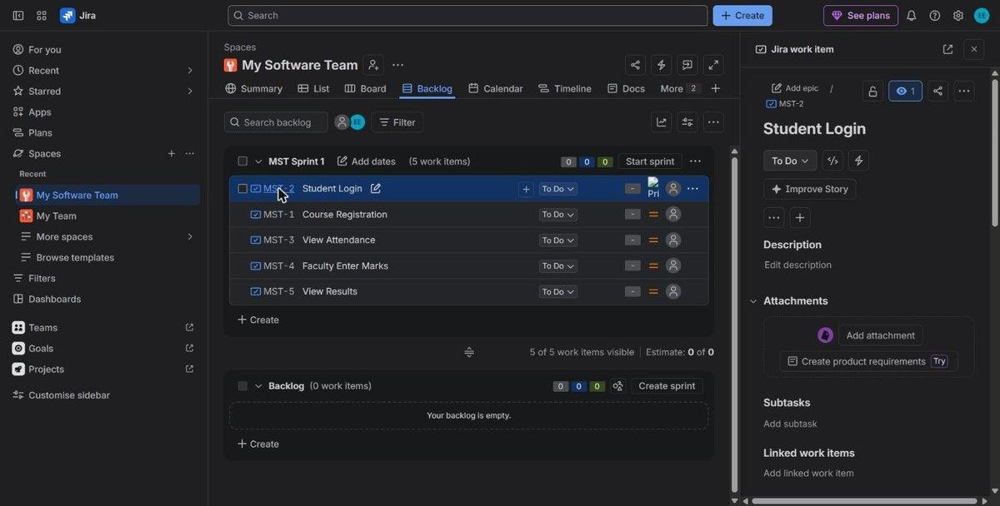 Jira
Search
Create
See plans
EE
For you
Recent
Starred
Apps
Plans
Spaces
Recent
My Software Team
My Team
More spaces
Browse templates
Filters
Dashboards
Teams
Goals
Projects
Customise sidebar
Spaces
My Software Team
Summary
List
Board
Backlog
Calendar
Timeline
Docs
More 2
Search backlog
EE
Filter
MST Sprint 1
Add dates
(5 work items)
0 0 0
Start sprint
MST-2 Student Login To Do - Pri
MST-1 Course Registration To Do -
MST-3 View Attendance To Do -
MST-4 Faculty Enter Marks To Do -
MST-5 View Results To Do -
Create
5 of 5 work items visible
Estimate: 0 of 0
Backlog (0 work items)
0 0 0
Create sprint
Your backlog is empty.
Create
Jira work item
Add epic /
MST-2
1
Student Login
To Do
Improve Story
Description
Edit description
Attachments
Add attachment
Create product requirements Try
Subtasks
Add subtask
Linked work items
Add linked work item